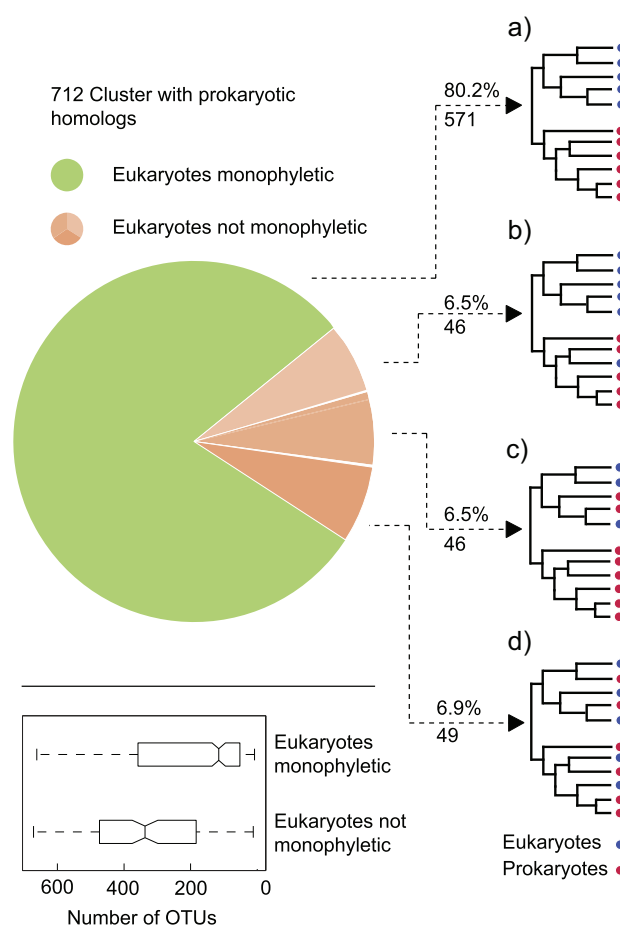 a)
712 Cluster with prokaryotic
homologs
80.2%
571
Eukaryotes monophyletic
Eukaryotes not monophyletic
b)
6.5%
46
c)
6.5%
46
d)
6.9%
49
Eukaryotes
monophyletic
Eukaryotes not
monophyletic
600 400 200 0
Number of OTUs
Eukaryotes
Prokaryotes